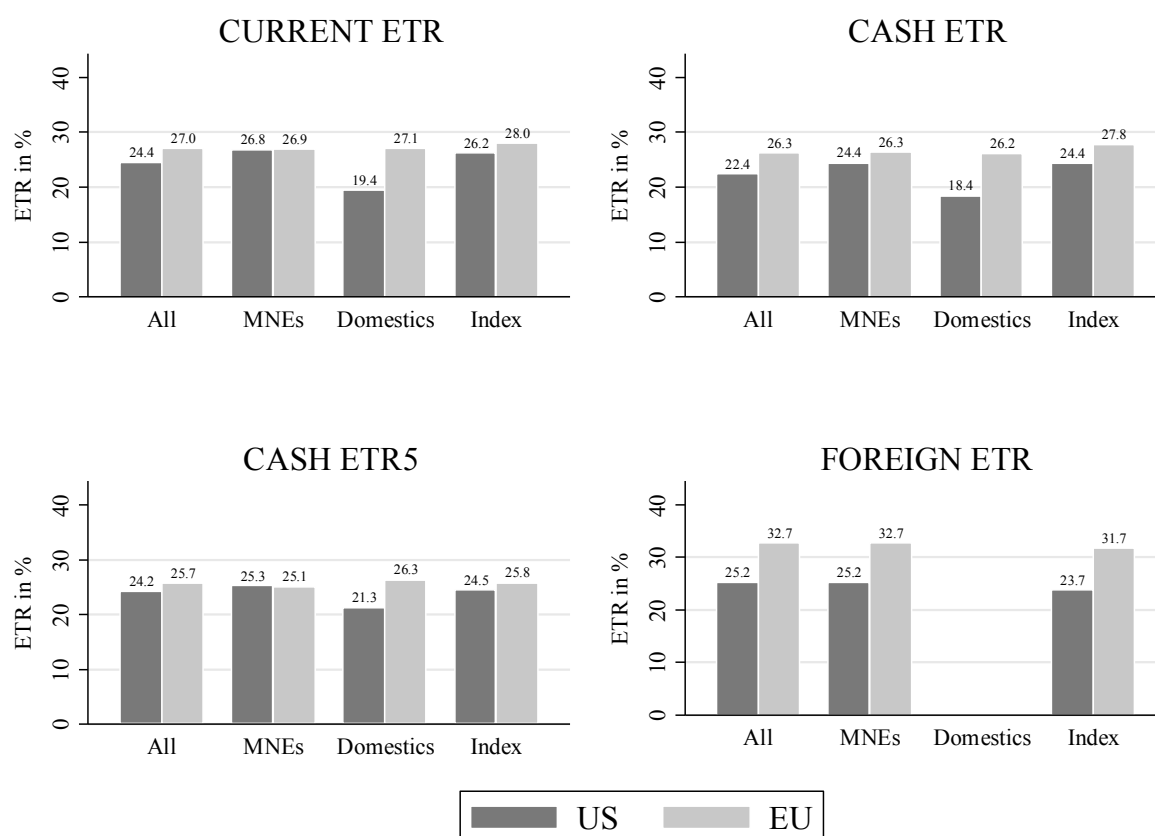 CURRENT ETR
ETR in %
40
30
20
10
0
24.4 27.0 26.8 26.9 19.4 27.1 26.2 28.0
All MNEs Domestics Index
CASH ETR
ETR in %
40
30
20
10
0
22.4 26.3 24.4 26.3 18.4 26.2 24.4 27.8
All MNEs Domestics Index
CASH ETR5
ETR in %
40
30
20
10
0
24.2 25.7 25.3 25.1 21.3 26.3 24.5 25.8
All MNEs Domestics Index
FOREIGN ETR
ETR in %
40
30
20
10
0
25.2 32.7 25.2 32.7 23.7 31.7
All MNEs Domestics Index
US EU